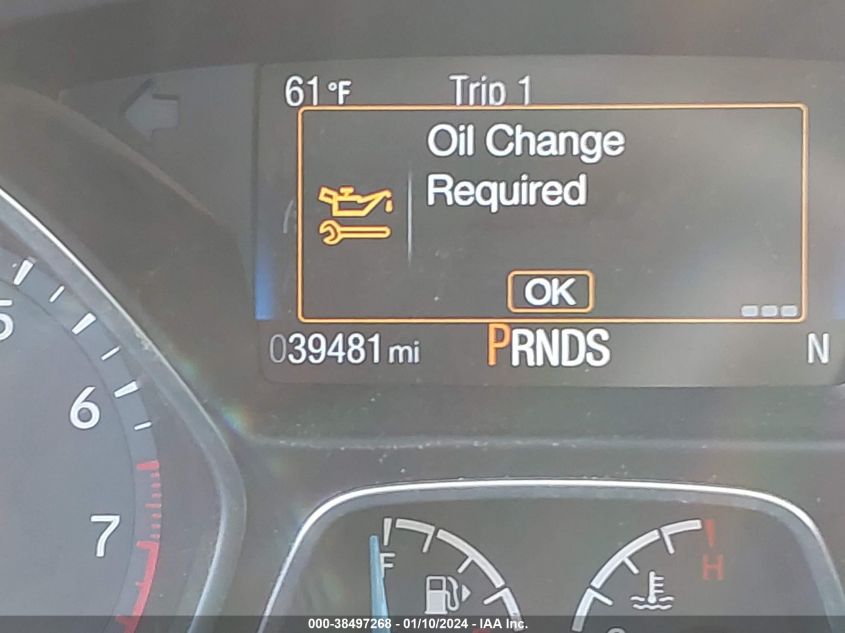 61°F Trip 1
Oil Change
Required
OK
039481 mi PRNDS N
5
6
7
F
H
000-38497268 - 01/10/2024 - IAA Inc.